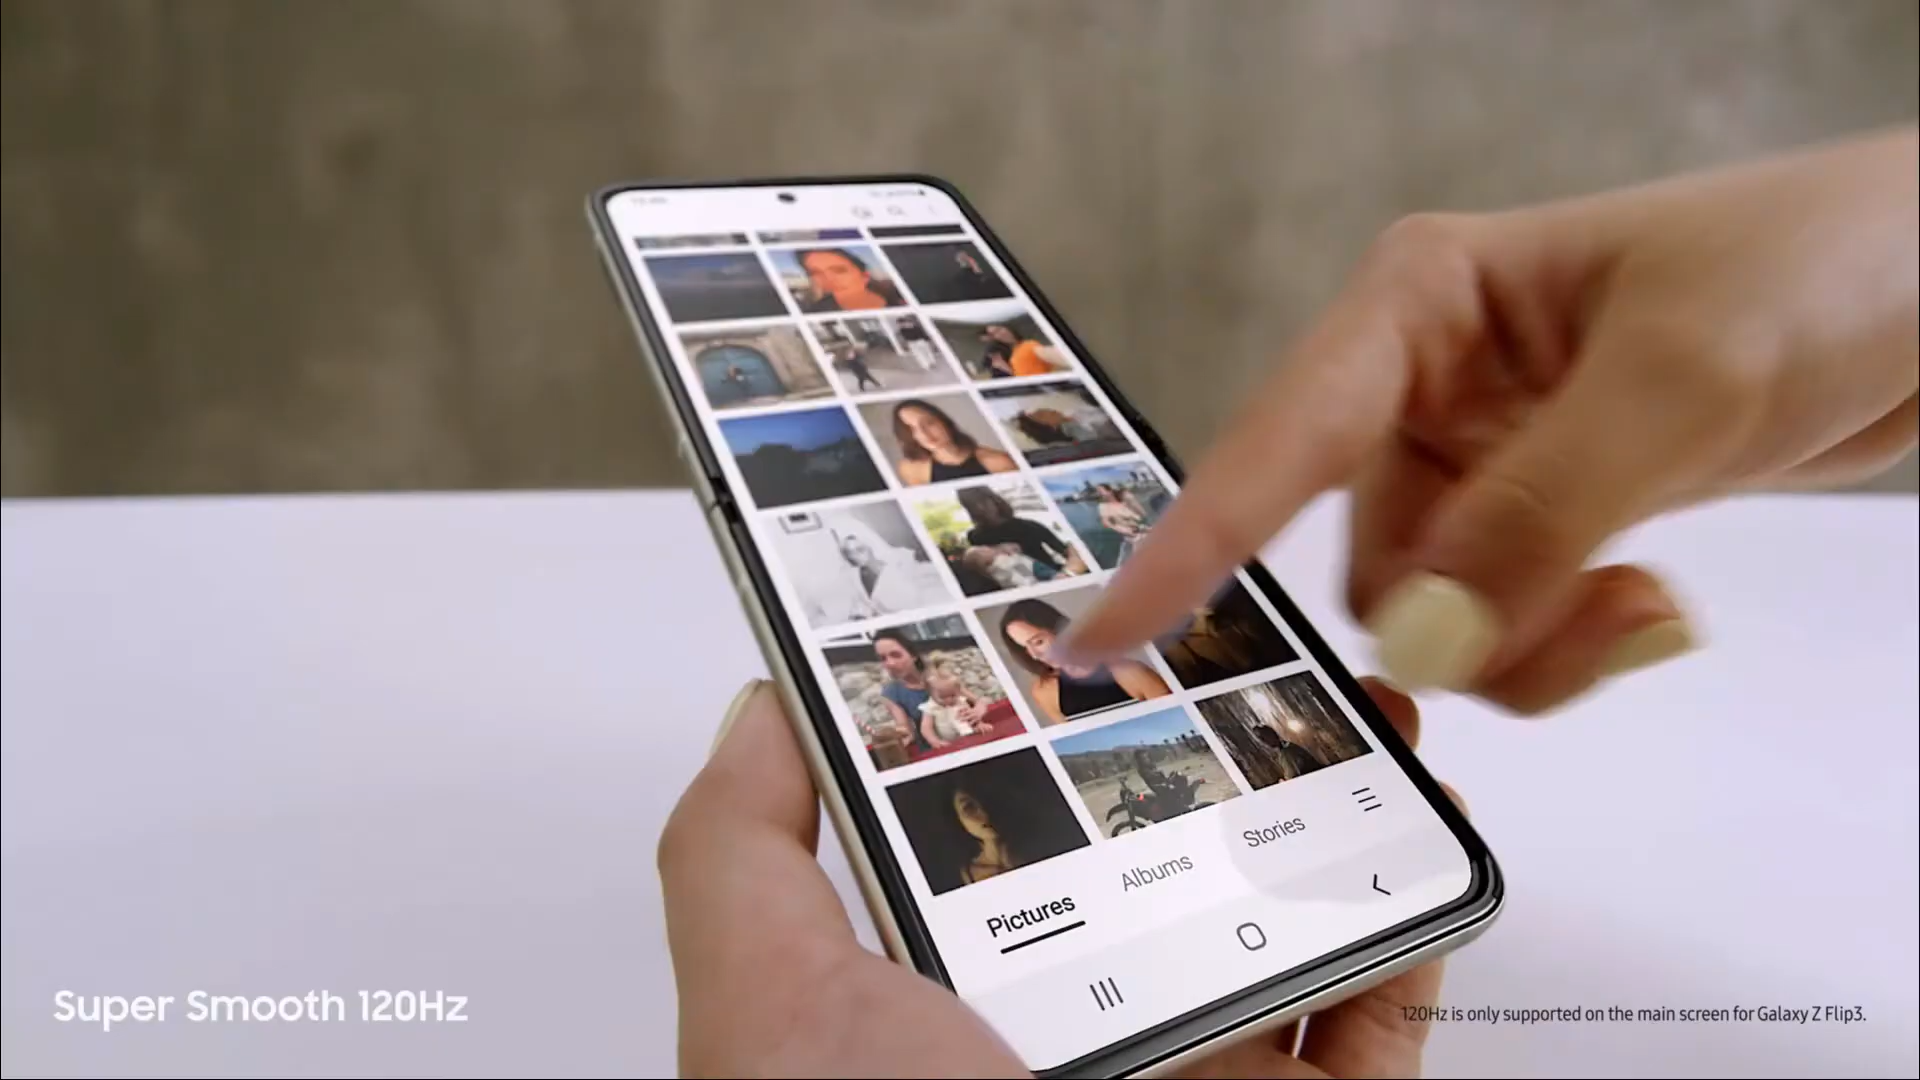 Pictures
Albums
Stories
Super Smooth 120Hz
120Hz is only supported on the main screen for Galaxy Z Flip3.